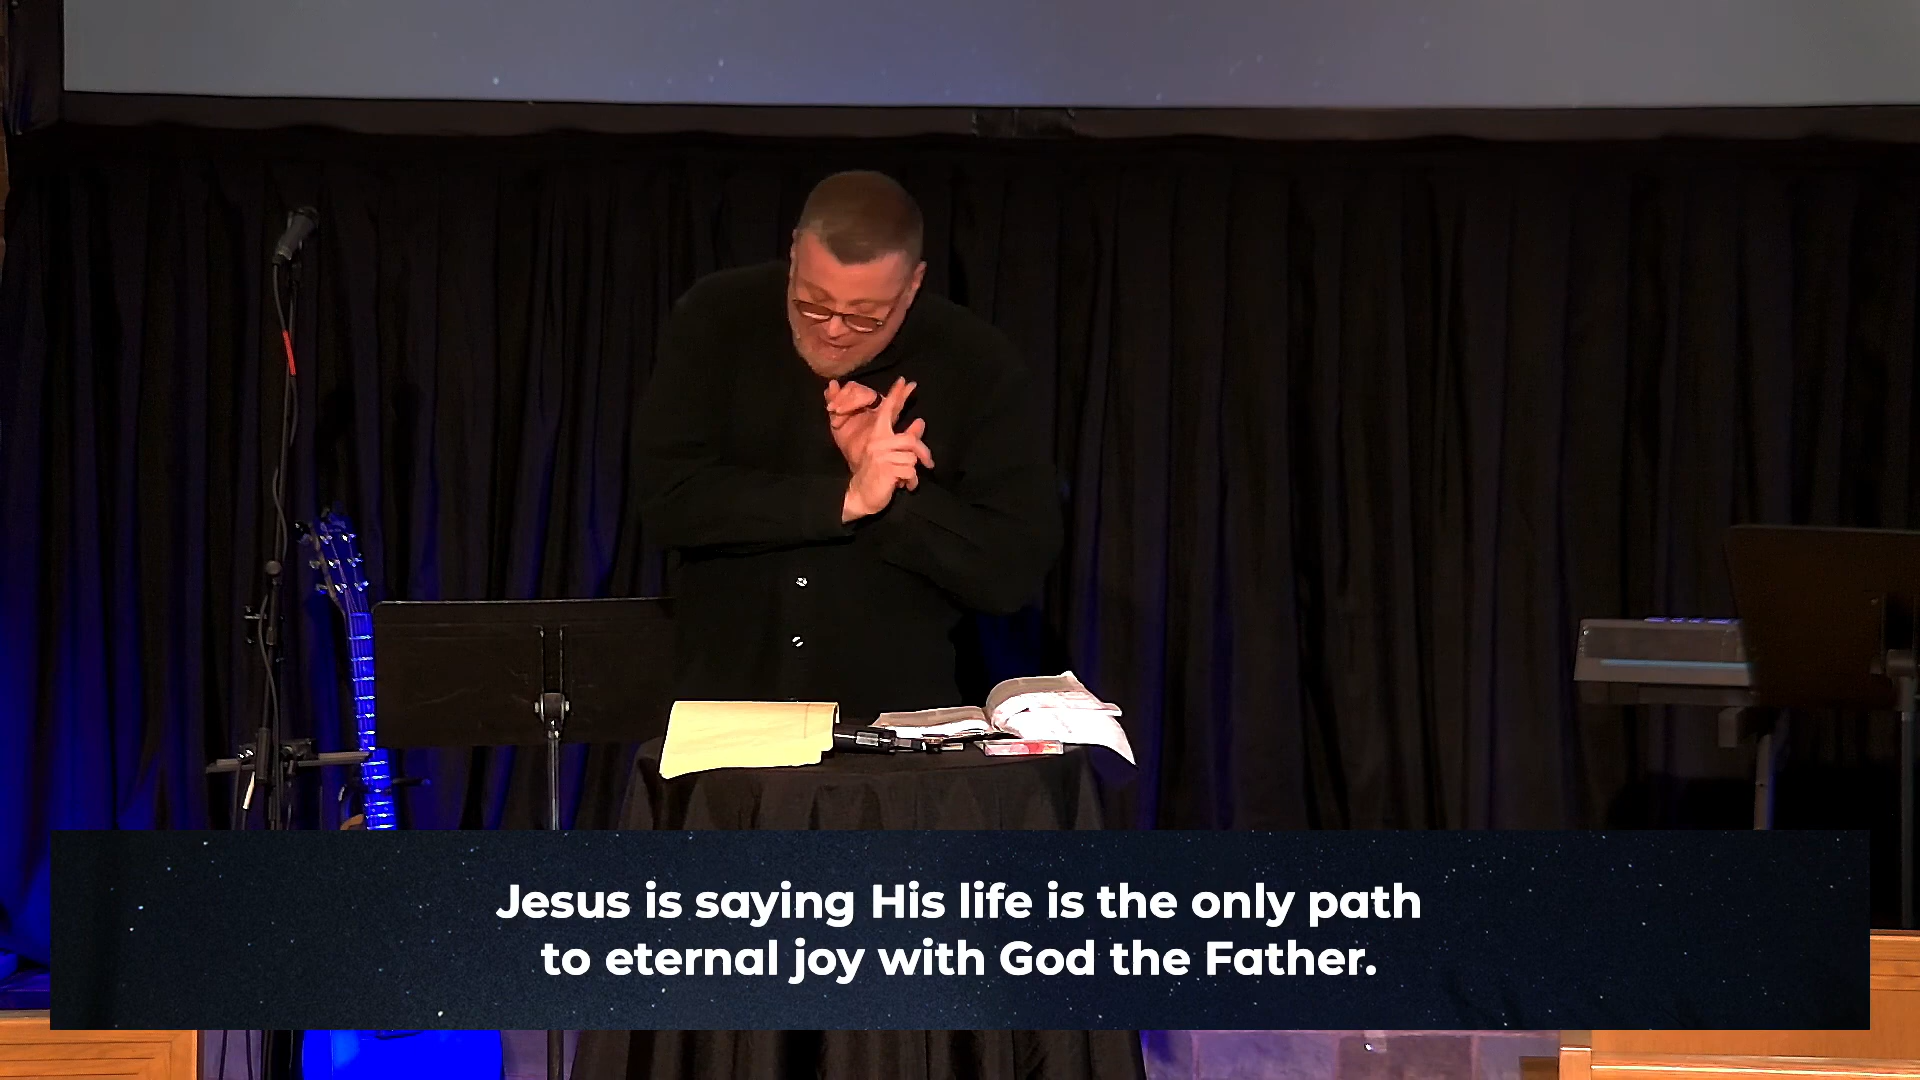 Jesus is saying His life is the only path
to eternal joy with God the Father.